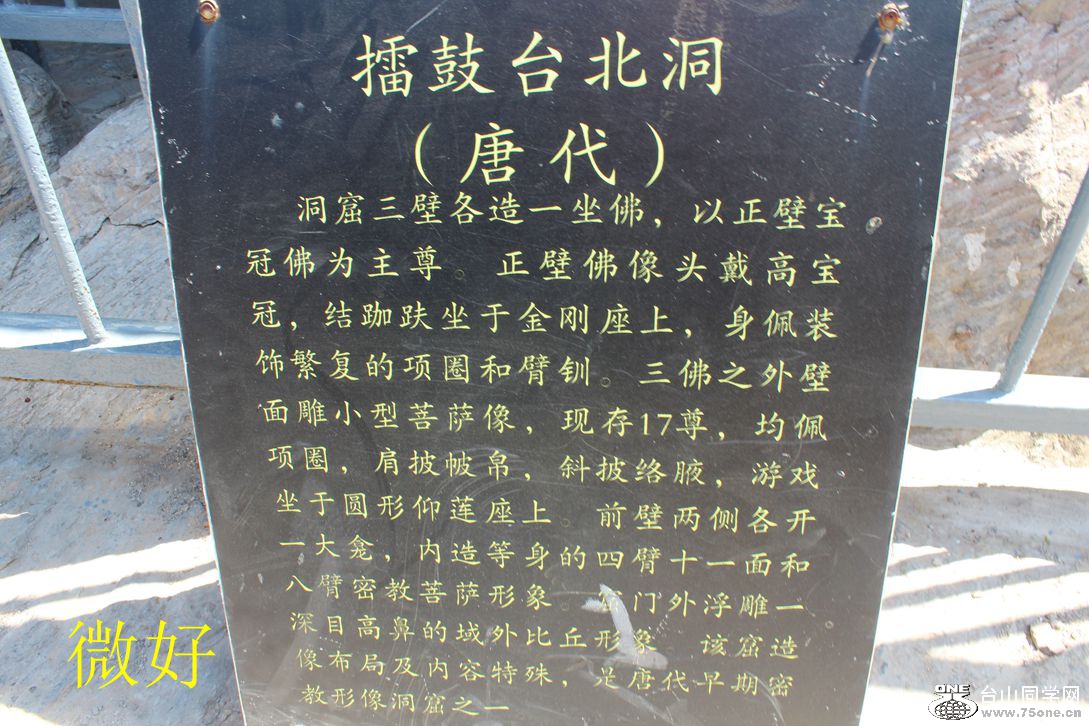 擂鼓台北洞
（唐代）
洞窟三壁各造一坐佛，以正壁宝
冠佛为主尊。正壁佛像头戴高宝
冠，结跏趺坐于金刚座上，身佩装
饰繁复的项圈和臂钏。三佛之外壁
面雕小型菩萨像，现存17尊，均佩
项圈，肩披帔帛，斜披络腋，游戏
坐于圆形仰莲座上。前壁两侧各开
一大龛，内造等身的四臂十一面和
八臂密教菩萨形象。门外浮雕一
深目高鼻的域外比丘形象 该窟造
像布局及内容特殊，是唐代早期密
教形像洞窟之一
微好
ONE
台山同学网
www.75one.cn